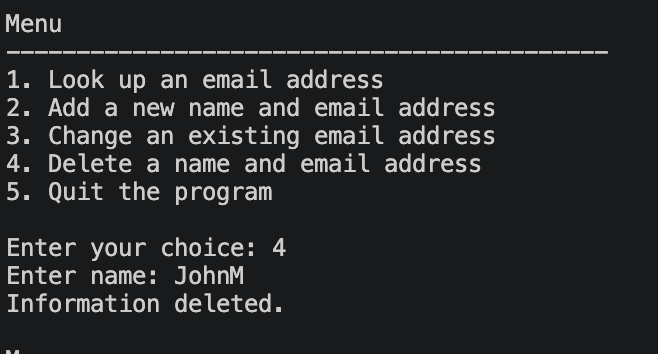 Menu
-------------------------------------------
1. Look up an email address
2. Add a new name and email address
3. Change an existing email address
4. Delete a name and email address
5. Quit the program
Enter your choice: 4
Enter name: JohnM
Information deleted.